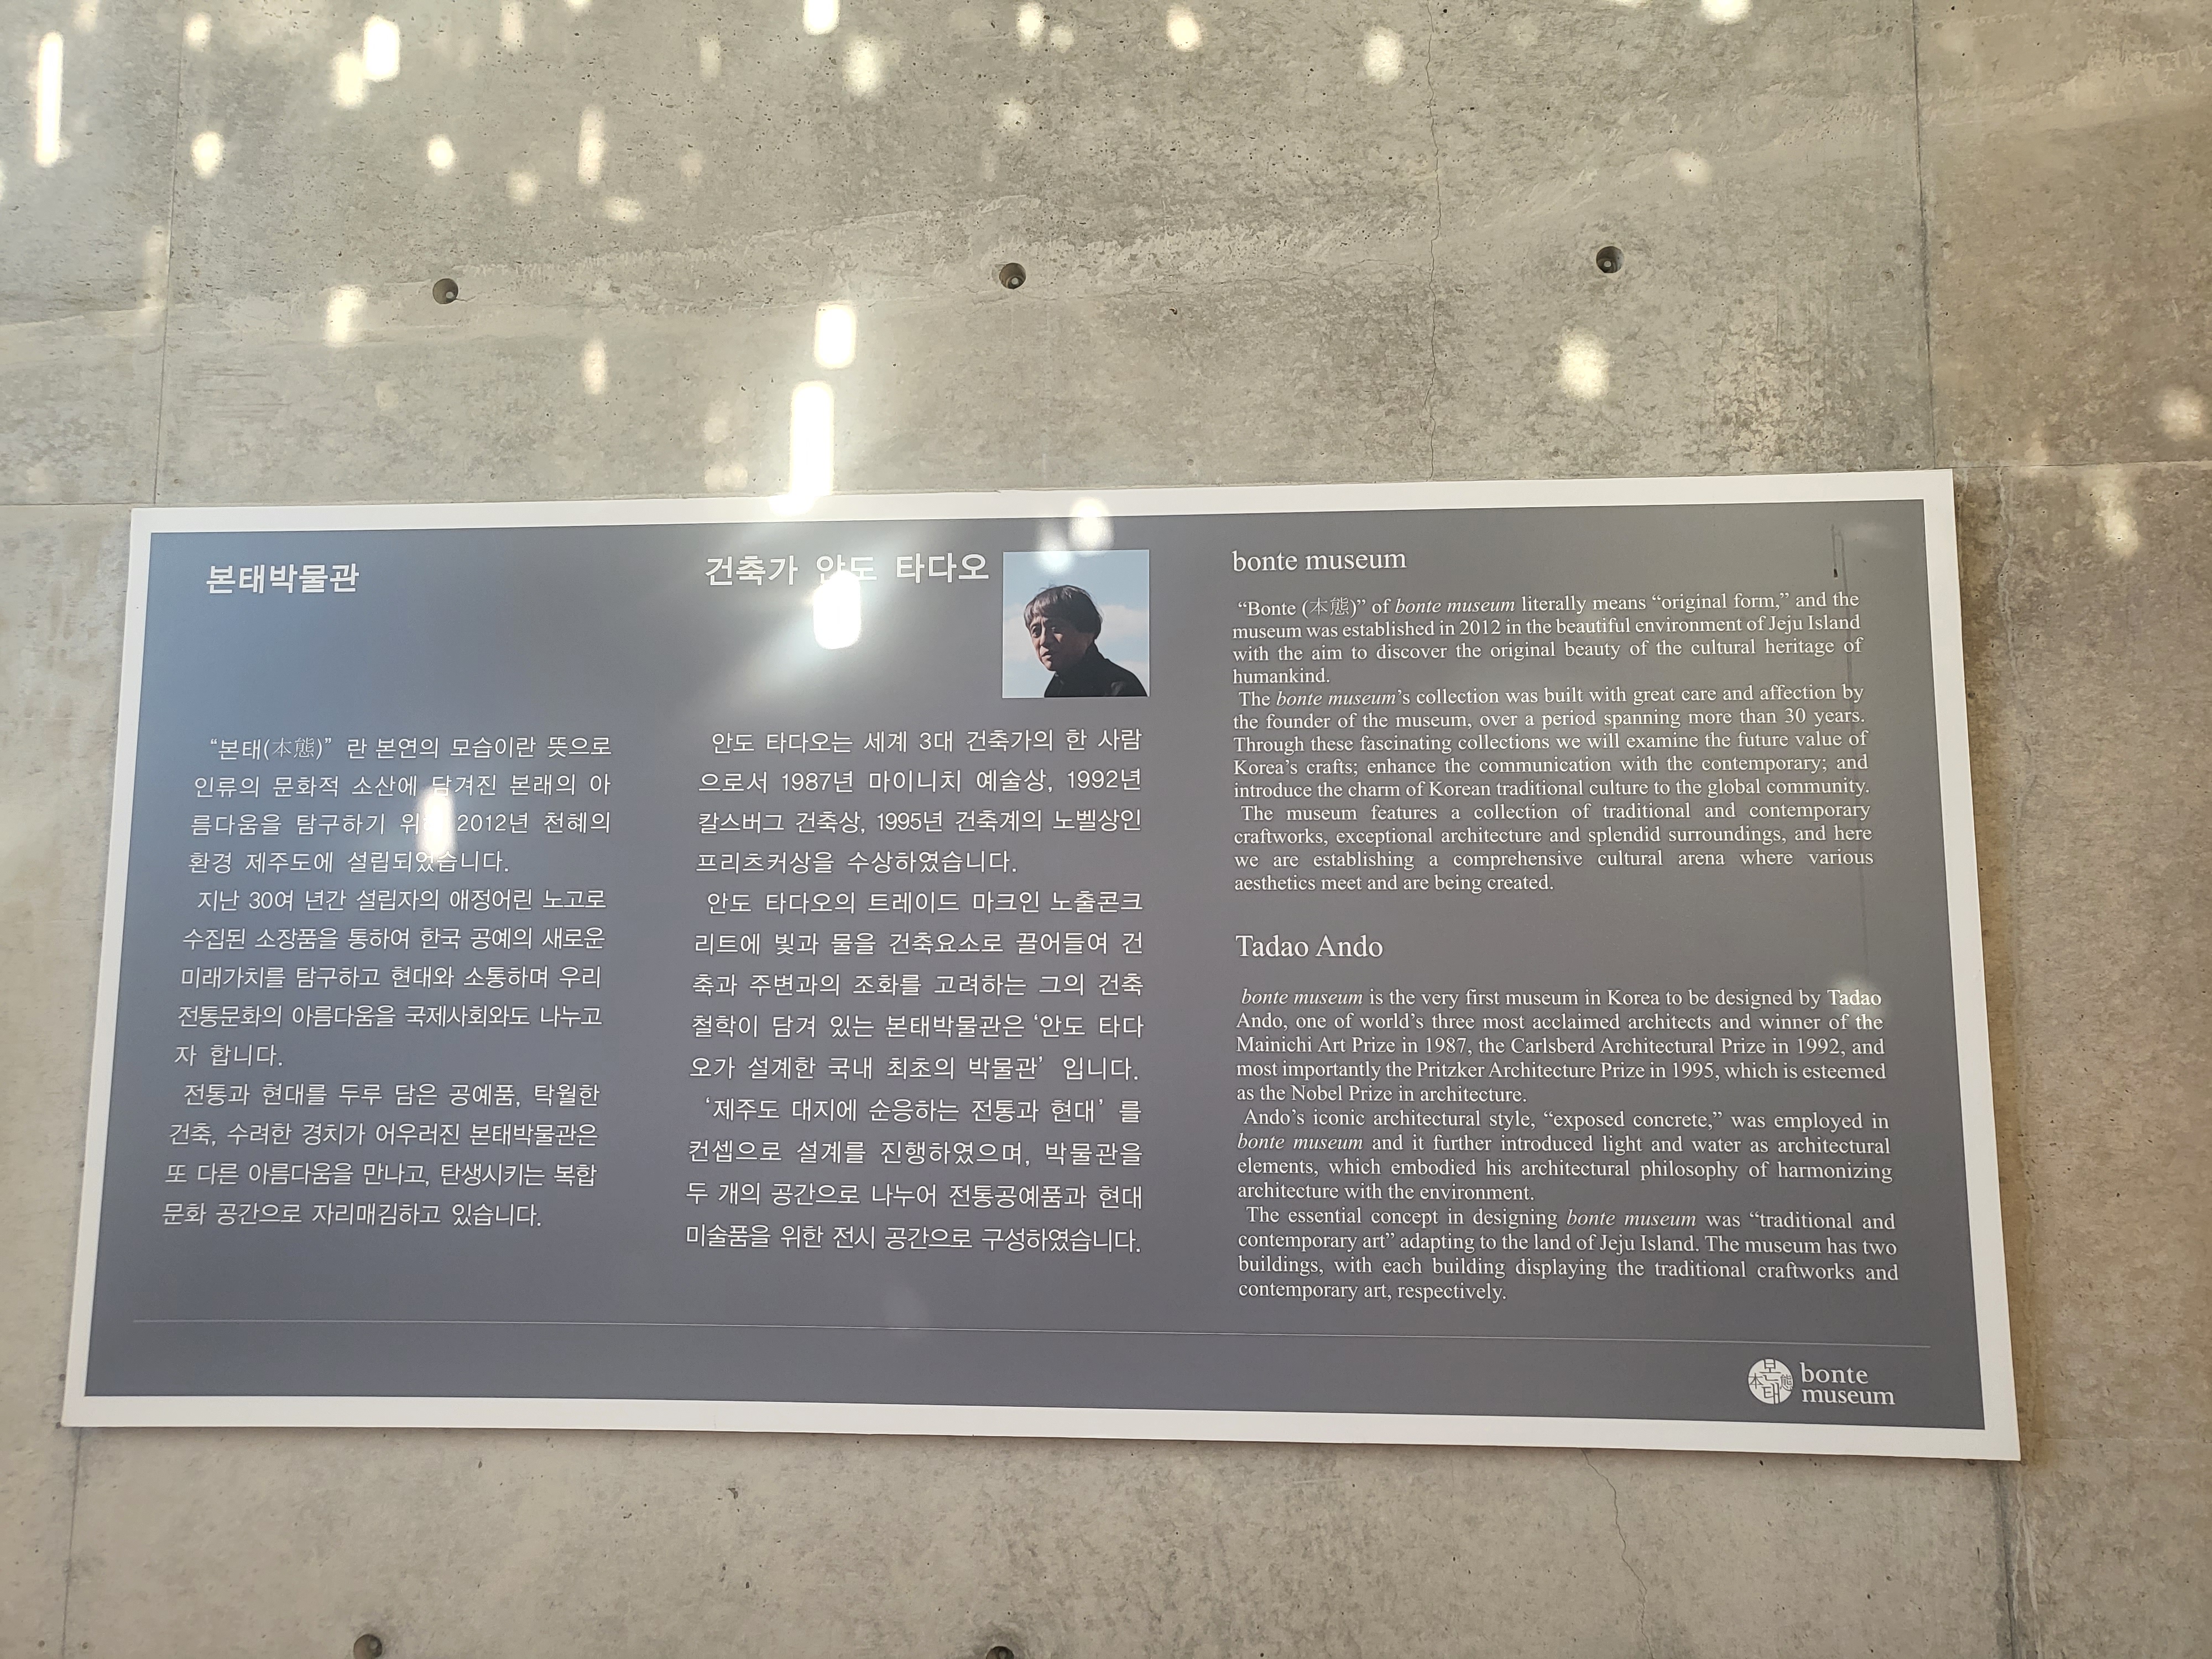 본태박물관
“본태(本態)” 란 본연의 모습이란 뜻으로
인류의 문화적 소산에 담겨진 본래의 아
름다움을 탐구하기 위해 2012년 천혜의
환경 제주도에 설립되었습니다.
지난 30여 년간 설립자의 애정어린 노고로
수집된 소장품을 통하여 한국 공예의 새로운
미래가치를 탐구하고 현대와 소통하며 우리
전통문화의 아름다움을 국제사회와도 나누고
자 합니다.
전통과 현대를 두루 담은 공예품, 탁월한
건축, 수려한 경치가 어우러진 본태박물관은
또 다른 아름다움을 만나고, 탄생시키는 복합
문화 공간으로 자리매김하고 있습니다.
건축가 안도 타다오
안도 타다오는 세계 3대 건축가의 한 사람
으로서 1987년 마이니치 예술상, 1992년
칼스버그 건축상, 1995년 건축계의 노벨상인
프리츠커상을 수상하였습니다.
안도 타다오의 트레이드 마크인 노출콘크
리트에 빛과 물을 건축요소로 끌어들여 건
축과 주변과의 조화를 고려하는 그의 건축
철학이 담겨 있는 본태박물관은 ‘안도 타다
오가 설계한 국내 최초의 박물관’ 입니다.
‘제주도 대지에 순응하는 전통과 현대’ 를
컨셉으로 설계를 진행하였으며, 박물관을
두 개의 공간으로 나누어 전통공예품과 현대
미술품을 위한 전시 공간으로 구성하였습니다.
bonte museum
“Bonte (本態)” of bonte museum literally means “original form,” and the
museum was established in 2012 in the beautiful environment of Jeju Island
with the aim to discover the original beauty of the cultural heritage of
humankind.
The bonte museum’s collection was built with great care and affection by
the founder of the museum, over a period spanning more than 30 years.
Through these fascinating collections we will examine the future value of
Korea’s crafts; enhance the communication with the contemporary; and
introduce the charm of Korean traditional culture to the global community.
The museum features a collection of traditional and contemporary
craftworks, exceptional architecture and splendid surroundings, and here
we are establishing a comprehensive cultural arena where various
aesthetics meet and are being created.
Tadao Ando
bonte museum is the very first museum in Korea to be designed by Tadao
Ando, one of world’s three most acclaimed architects and winner of the
Mainichi Art Prize in 1987, the Carlsberd Architectural Prize in 1992, and
most importantly the Pritzker Architecture Prize in 1995, which is esteemed
as the Nobel Prize in architecture.
Ando’s iconic architectural style, “exposed concrete,” was employed in
bonte museum and it further introduced light and water as architectural
elements, which embodied his architectural philosophy of harmonizing
architecture with the environment.
The essential concept in designing bonte museum was “traditional and
contemporary art” adapting to the land of Jeju Island. The museum has two
buildings, with each building displaying the traditional craftworks and
contemporary art, respectively.
본
本 態
태
bonte
museum